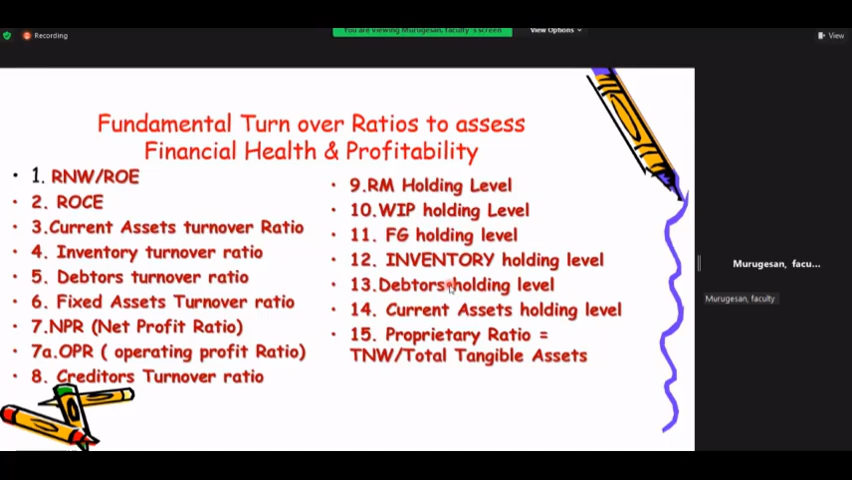 Recording
You are viewing Murugesan, faculty 's screen
View Options
View
Fundamental Turn over Ratios to assess
Financial Health & Profitability
• 1. RNW/ROE
• 2. ROCE
• 3.Current Assets turnover Ratio
• 4. Inventory turnover ratio
• 5. Debtors turnover ratio
• 6. Fixed Assets Turnover ratio
• 7.NPR (Net Profit Ratio)
• 7a.OPR ( operating profit Ratio)
• 8. Creditors Turnover ratio
• 9.RM Holding Level
• 10.WIP holding Level
• 11. FG holding level
• 12. INVENTORY holding level
• 13.Debtors holding level
• 14. Current Assets holding level
• 15. Proprietary Ratio =
TNW/Total Tangible Assets
Murugesan, facu...
Murugesan, faculty